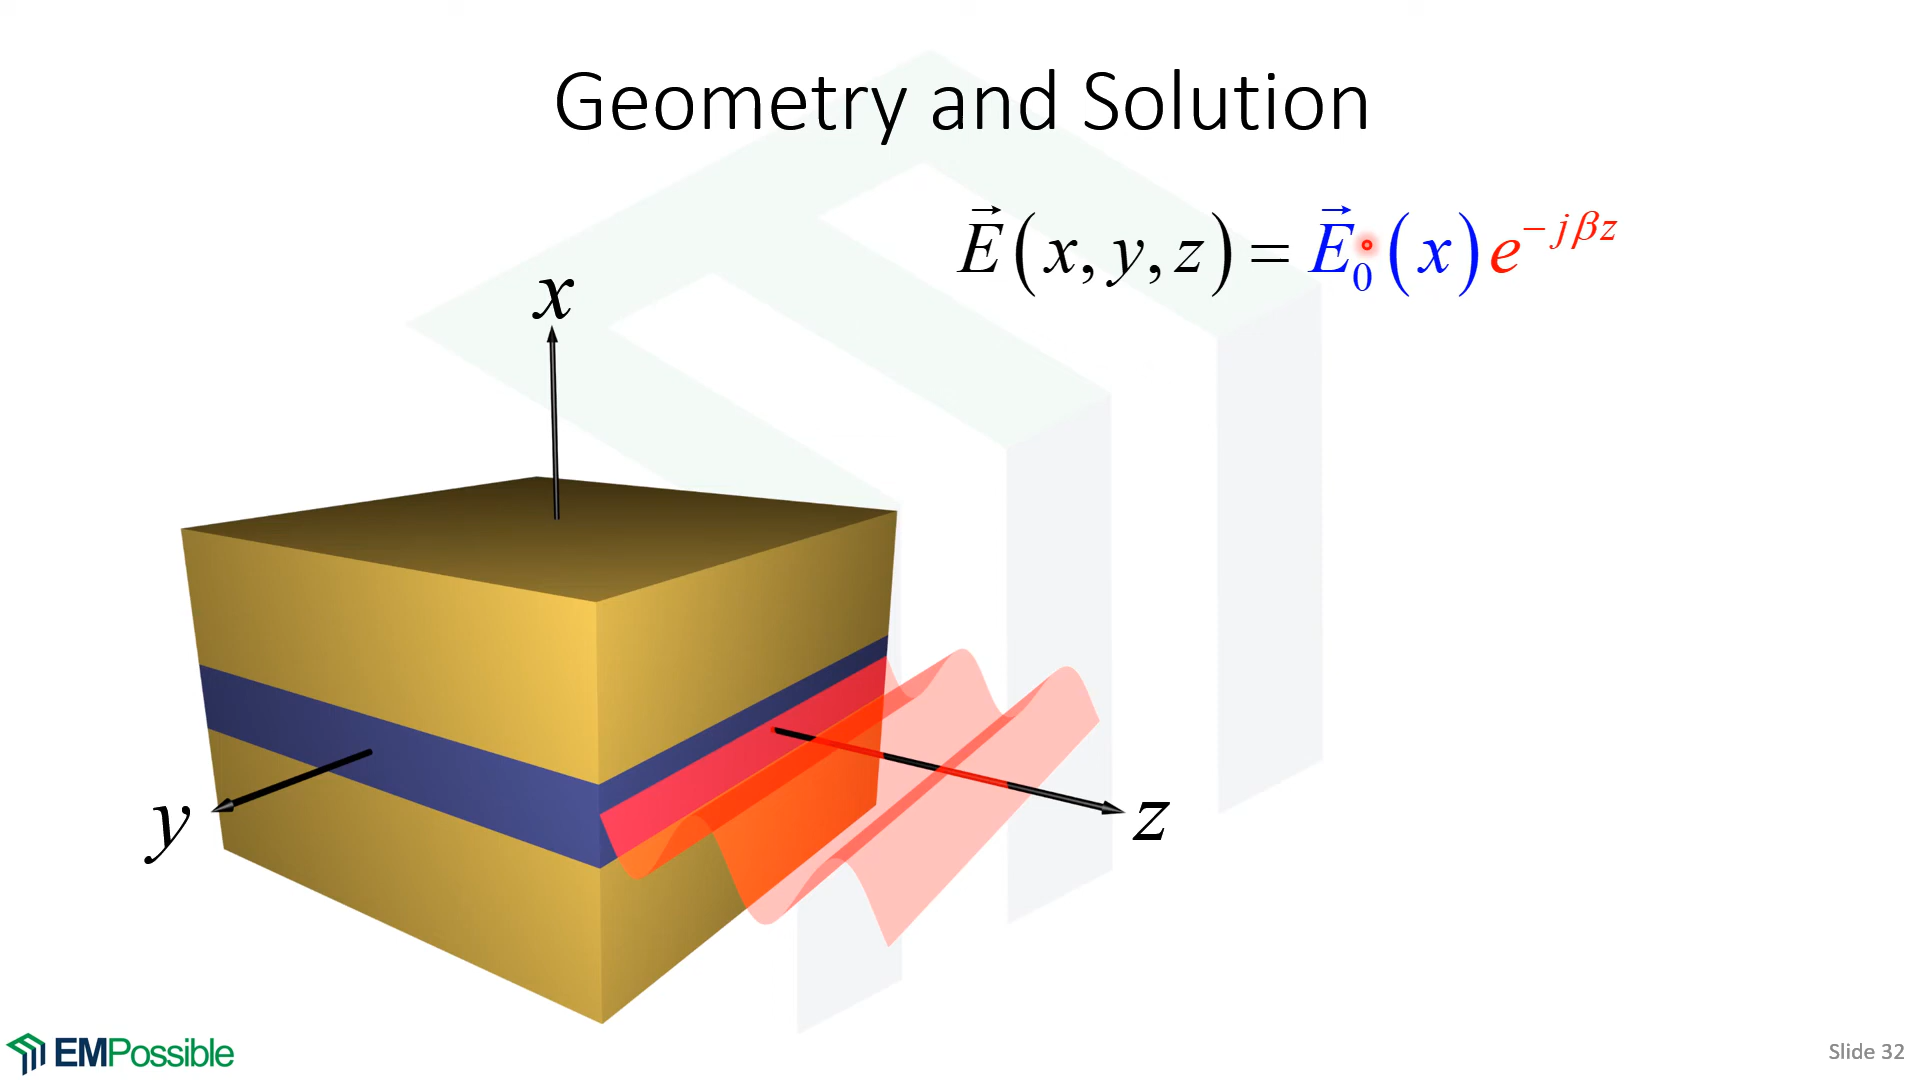 Geometry and Solution
E⃗(x, y, z) = E⃗₀(x)e^{−jβz}
x
y
z
EMPossible
Slide 32